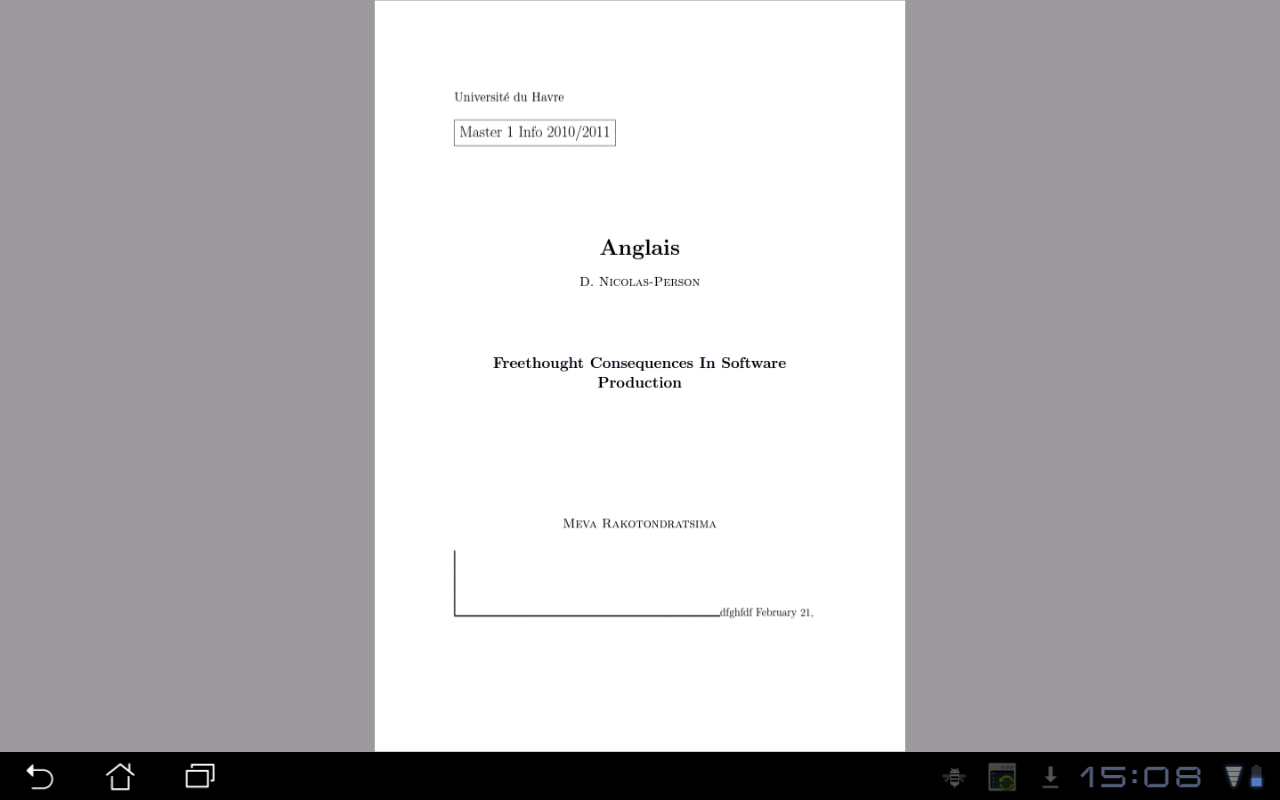 Université du Havre
Master 1 Info 2010/2011
Anglais
D. Nicolas-Person
Freethought Consequences In Software
Production
Meva Rakotondratsima
dfghfdf February 21,
15:08